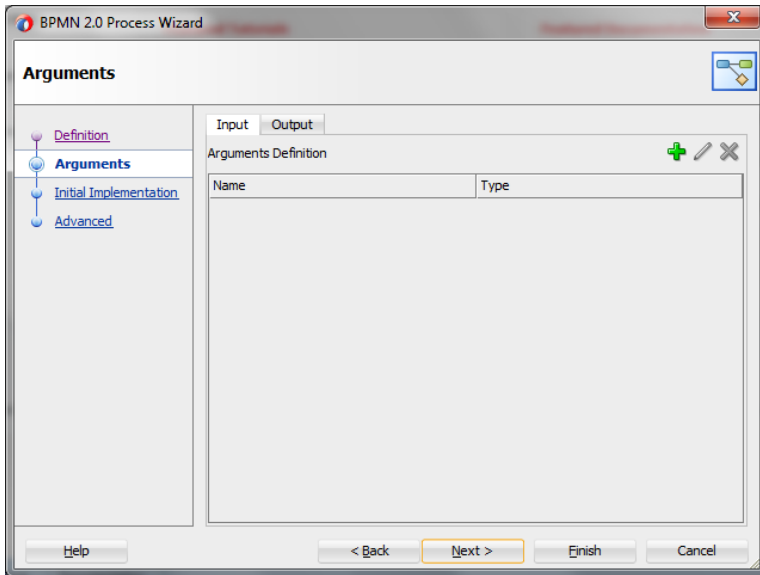 BPMN 2.0 Process Wizard
Arguments
Definition
Arguments
Initial Implementation
Advanced
Input Output
Arguments Definition
Name Type
Help < Back Next > Finish Cancel